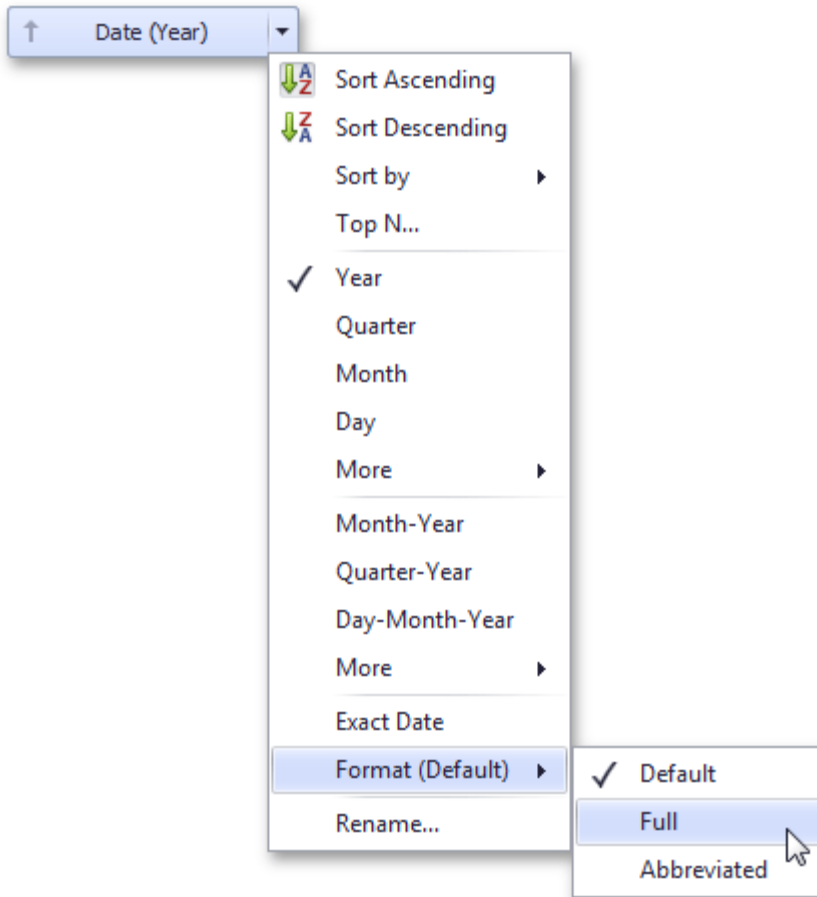 Date (Year)
Sort Ascending
Sort Descending
Sort by
Top N...
Year
Quarter
Month
Day
More
Month-Year
Quarter-Year
Day-Month-Year
More
Exact Date
Format (Default)
Default
Full
Rename...
Abbreviated